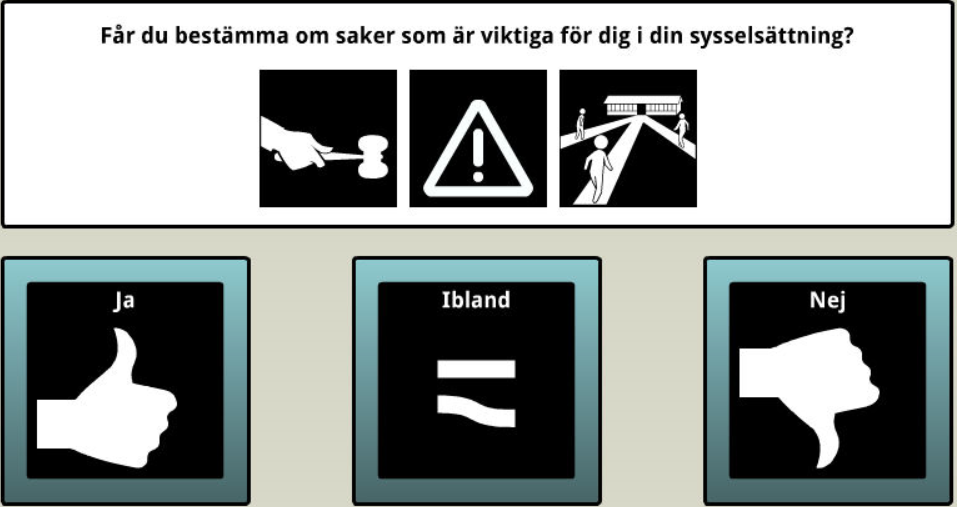 Får du bestämma om saker som är viktiga för dig i din sysselsättning?
Ja
Ibland
Nej